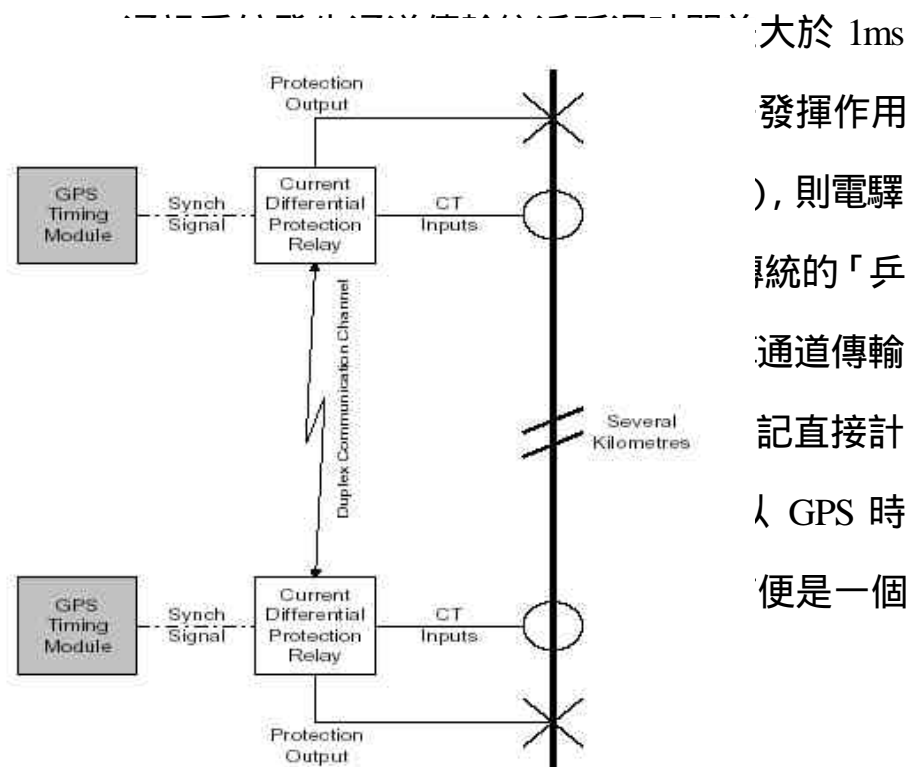 大於 1ms
Protection
Output
發揮作用
GPS
Timing
Module
Synch
Signal
Current
Differential
Protection
Relay
CT
Inputs
），則電驛
統的「乒
Duplex Communication Channel
通道傳輸
Several
Kilometres
記直接計
GPS 時
便是一個
GPS
Timing
Module
Synch
Signal
Current
Differential
Protection
Relay
CT
Inputs
Protection
Output